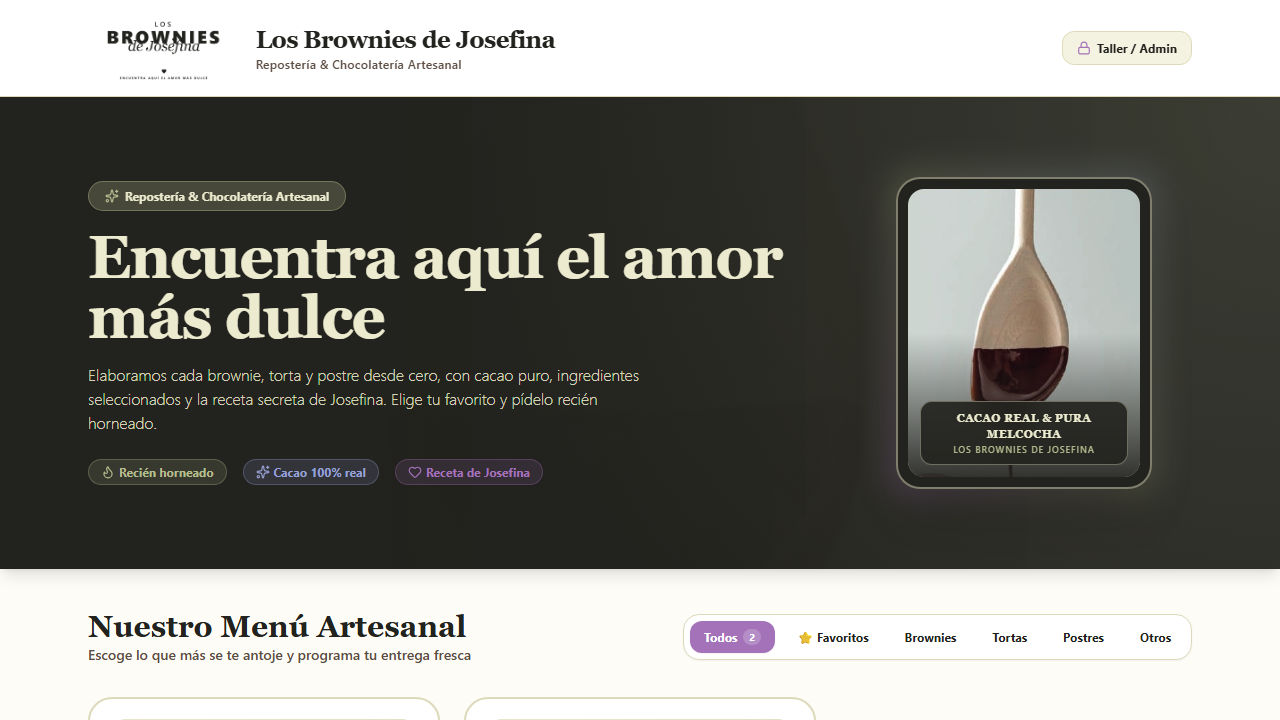 LOS
BROWNIES
de Josefina
ENCUENTRA AQUÍ EL AMOR MÁS DULCE
Los Brownies de Josefina
Repostería & Chocolatería Artesanal
Taller / Admin
Repostería & Chocolatería Artesanal
Encuentra aquí el amor
más dulce
Elaboramos cada brownie, torta y postre desde cero, con cacao puro, ingredientes
seleccionados y la receta secreta de Josefina. Elige tu favorito y pídelo recién
horneado.
Recién horneado
Cacao 100% real
Receta de Josefina
CACAO REAL & PURA
MELCOCHA
LOS BROWNIES DE JOSEFINA
Nuestro Menú Artesanal
Escoge lo que más se te antoje y programa tu entrega fresca
Todos 2
Favoritos
Brownies
Tortas
Postres
Otros